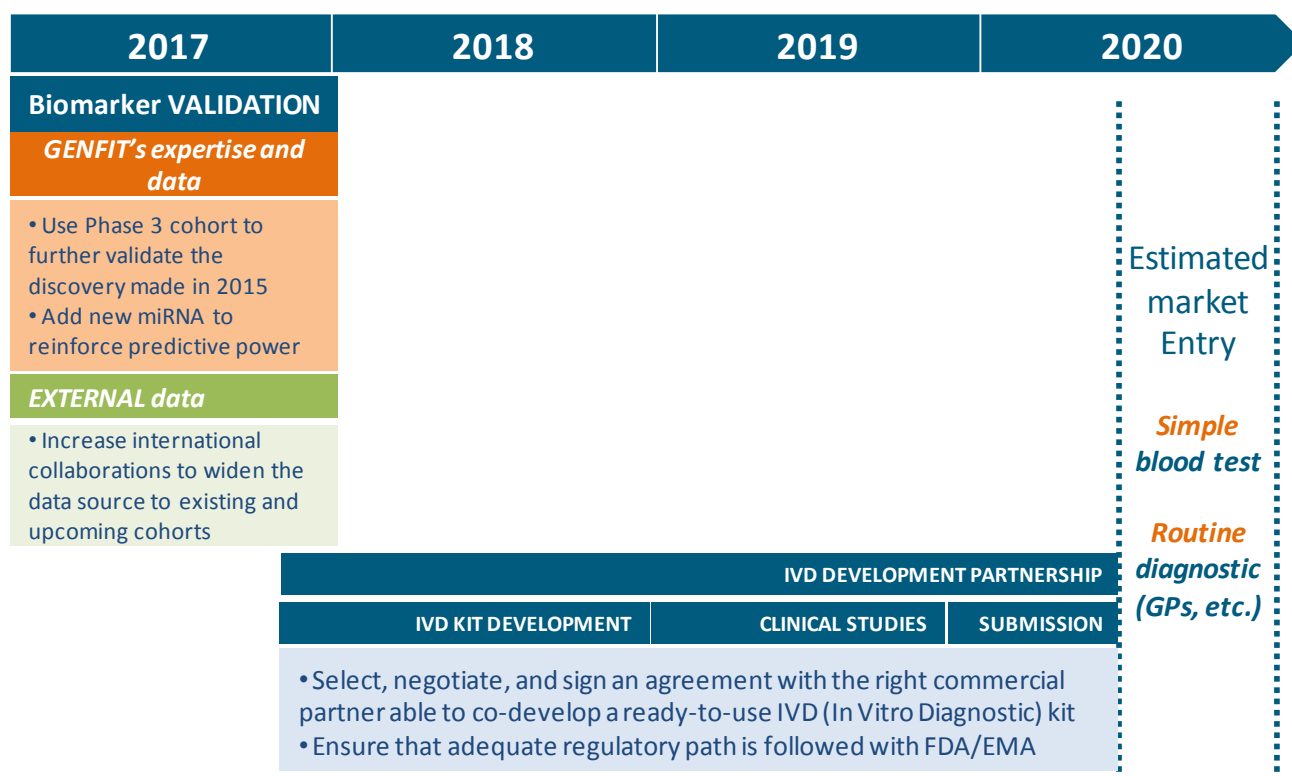 2017 2018 2019 2020
Biomarker VALIDATION
GENFIT's expertise and
data
• Use Phase 3 cohort to
further validate the
discovery made in 2015
• Add new miRNA to
reinforce predictive power
EXTERNAL data
• Increase international
collaborations to widen the
data source to existing and
upcoming cohorts
Estimated
market
Entry
Simple
blood test
Routine
diagnostic
(GPs, etc.)
IVD DEVELOPMENT PARTNERSHIP
IVD KIT DEVELOPMENT CLINICAL STUDIES SUBMISSION
• Select, negotiate, and sign an agreement with the right commercial
partner able to co-develop a ready-to-use IVD (In Vitro Diagnostic) kit
• Ensure that adequate regulatory path is followed with FDA/EMA